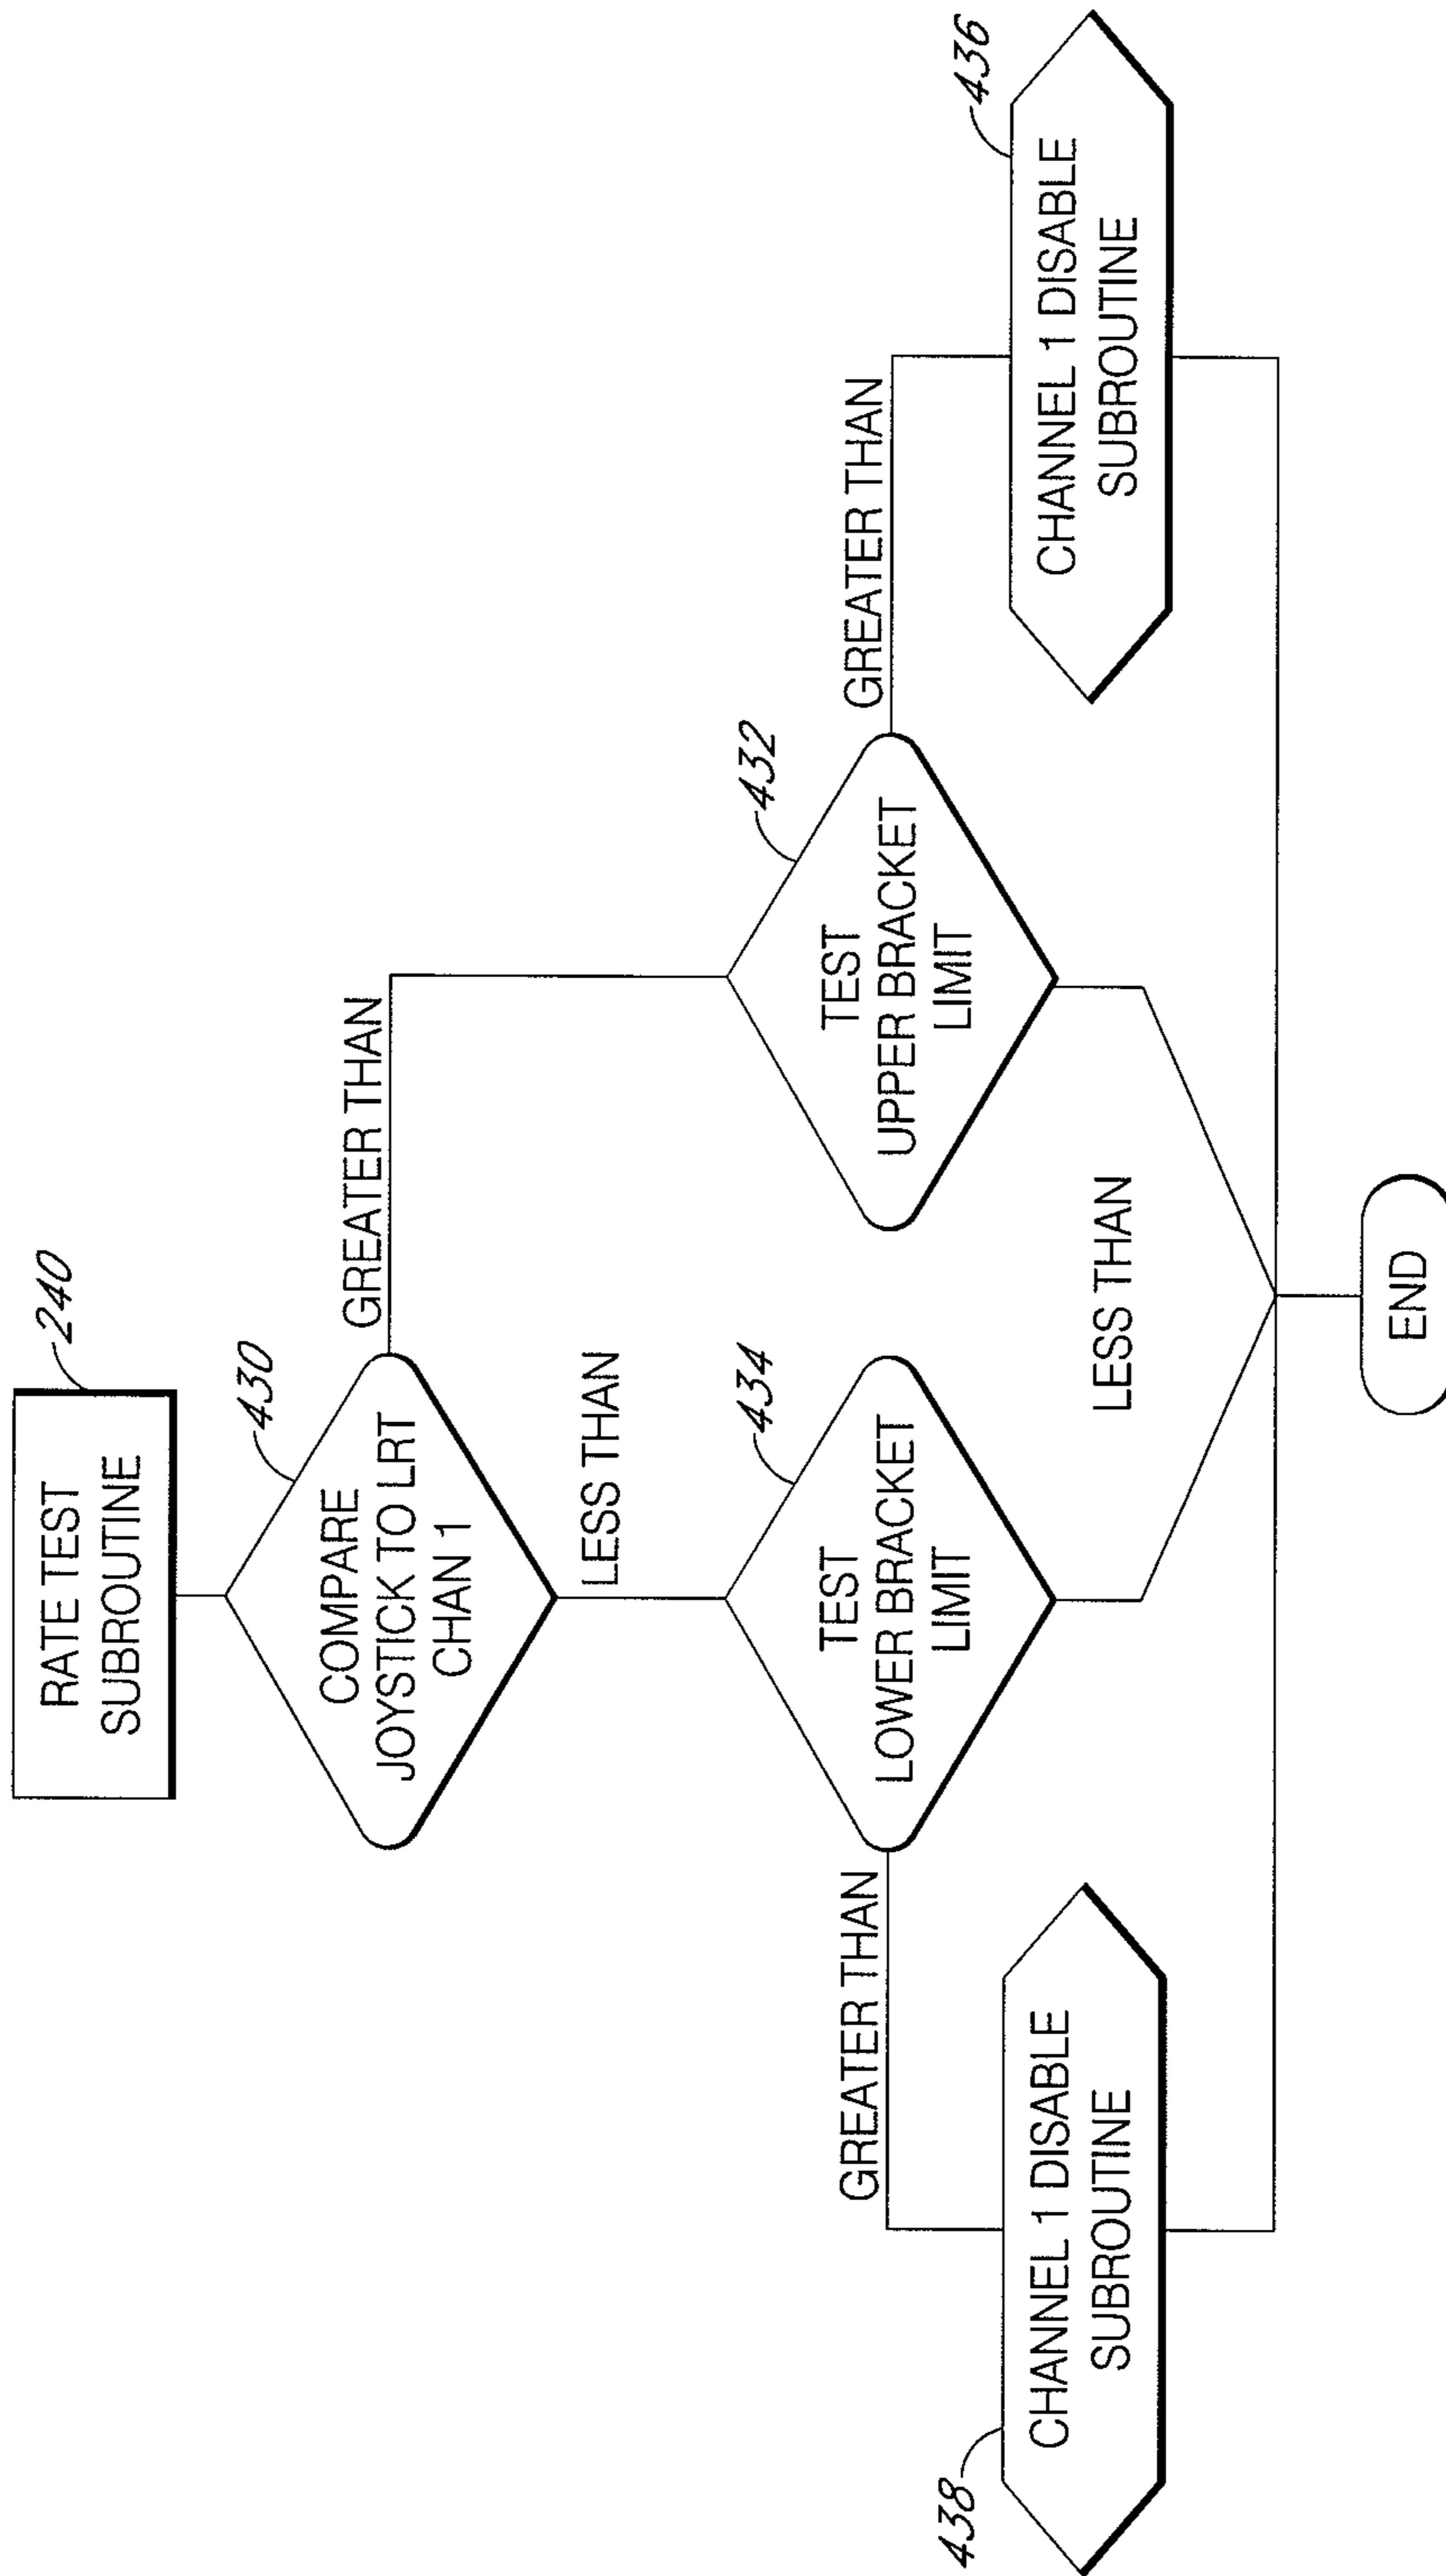 240
RATE TEST
SUBROUTINE
430
COMPARE
JOYSTICK TO LRT
CHAN 1
GREATER THAN
LESS THAN
434
TEST
LOWER BRACKET
LIMIT
432
TEST
UPPER BRACKET
LIMIT
GREATER THAN
GREATER THAN
438
CHANNEL 1 DISABLE
SUBROUTINE
LESS THAN
436
CHANNEL 1 DISABLE
SUBROUTINE
END